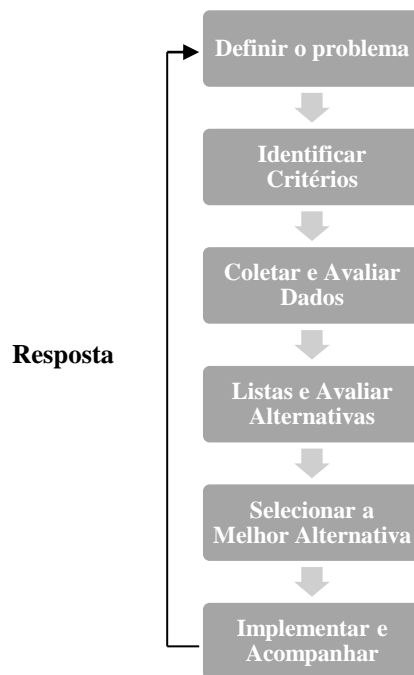 Definir o problema
Identificar
Critérios
Coletar e Avaliar
Dados
Resposta
Listas e Avaliar
Alternativas
Selecionar a
Melhor Alternativa
Implementar e
Acompanhar